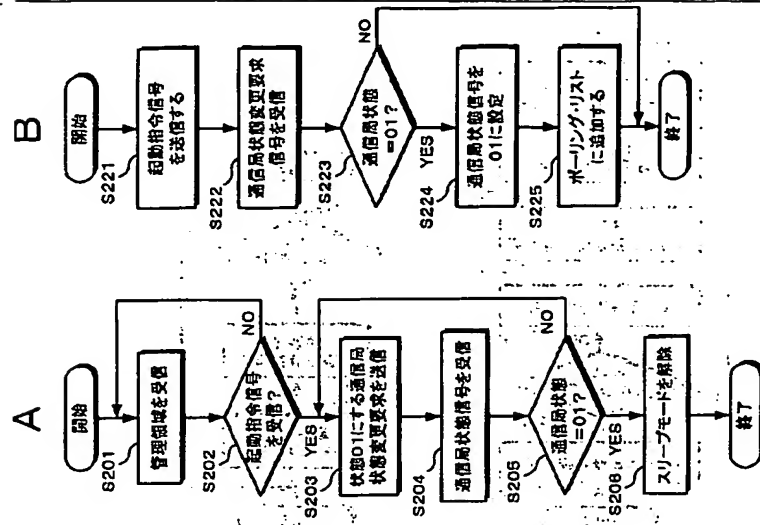 A
開始
S201
管理領域を受信
S202
起動指令信号
を受信?
NO
YES
S203
状態01にする通信局
状態変更要求を送信
S204
通信局状態信号を受信
S205
通信局状態
=01?
NO
YES
S206
スリープモードを解除
終了
B
開始
S221
起動指令信号
を送信する
S222
通信局状態変更要求
信号を受信
S223
通信局状態
=01?
NO
YES
S224
通信局状態信号を
01に設定
S225
ポーリング・リスト
に追加する
終了